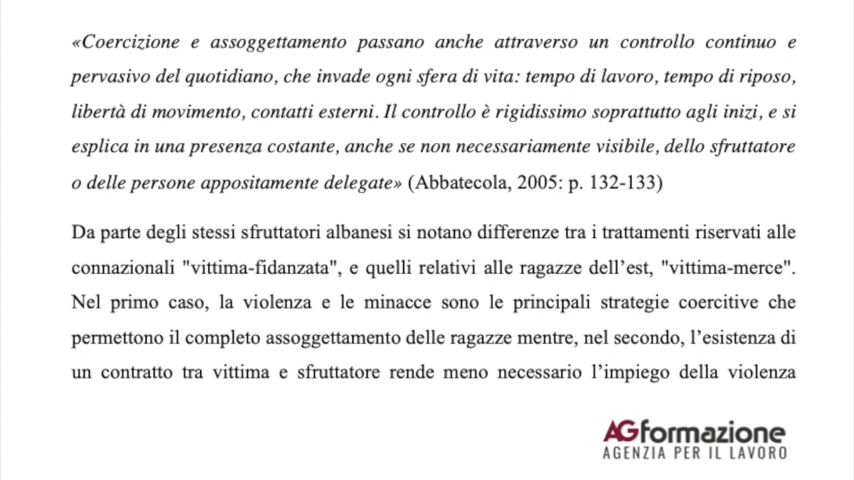 «Coercizione e assoggettamento passano anche attraverso un controllo continuo e
pervasivo del quotidiano, che invade ogni sfera di vita: tempo di lavoro, tempo di riposo,
libertà di movimento, contatti esterni. Il controllo è rigidissimo soprattutto agli inizi, e si
esplica in una presenza costante, anche se non necessariamente visibile, dello sfruttatore
o delle persone appositamente delegate» (Abbatecola, 2005: p. 132-133)
Da parte degli stessi sfruttatori albanesi si notano differenze tra i trattamenti riservati alle
connazionali "vittima-fidanzata", e quelli relativi alle ragazze dell’est, "vittima-merce".
Nel primo caso, la violenza e le minacce sono le principali strategie coercitive che
permettono il completo assoggettamento delle ragazze mentre, nel secondo, l’esistenza di
un contratto tra vittima e sfruttatore rende meno necessario l’impiego della violenza
AGformazione
AGENZIA PER IL LAVORO